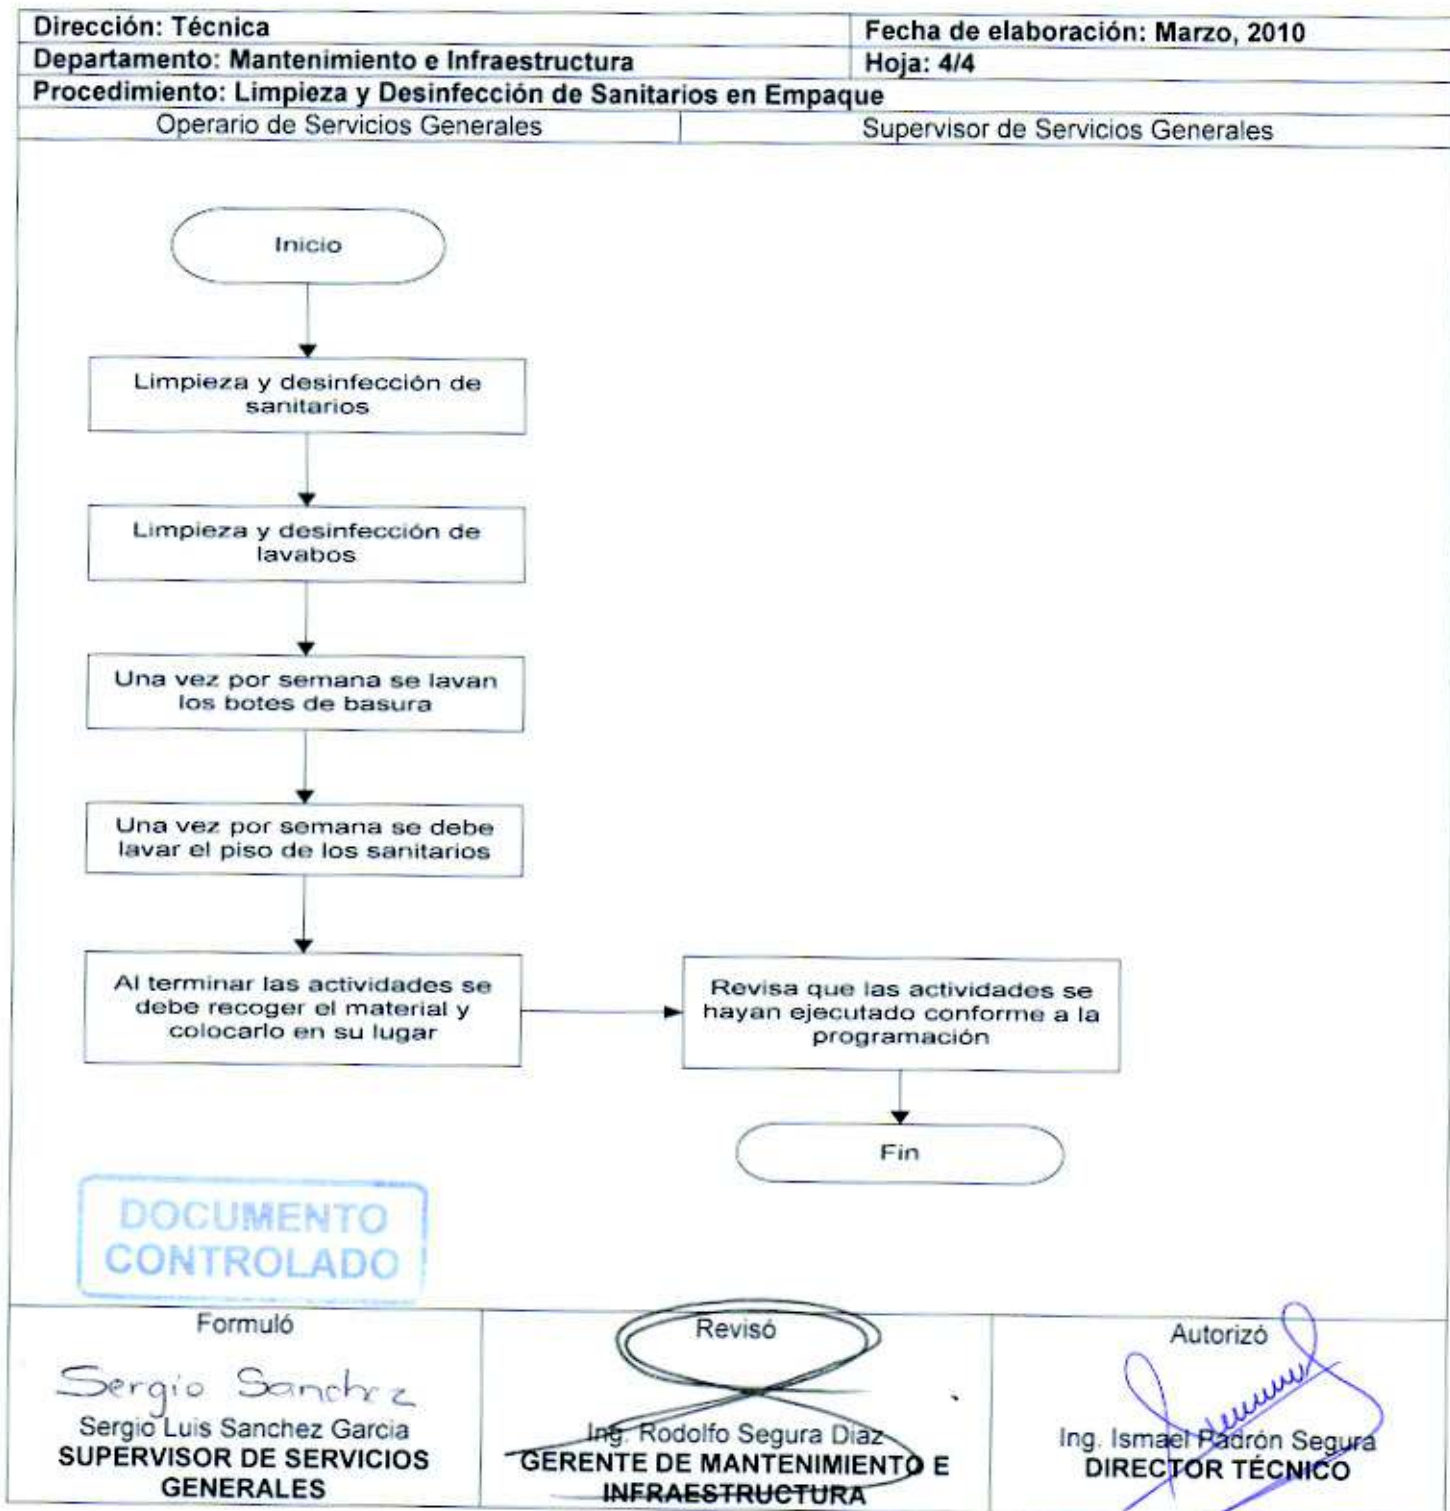 Dirección: Técnica
Fecha de elaboración: Marzo, 2010
Departamento: Mantenimiento e Infraestructura
Hoja: 4/4
Procedimiento: Limpieza y Desinfección de Sanitarios en Empaque
Operario de Servicios Generales
Supervisor de Servicios Generales
Inicio
Limpieza y desinfección de
sanitarios
Limpieza y desinfección de
lavabos
Una vez por semana se lavan
los botes de basura
Una vez por semana se debe
lavar el piso de los sanitarios
Al terminar las actividades se
debe recoger el material y
colocarlo en su lugar
Revisa que las actividades se
hayan ejecutado conforme a la
programación
Fin
DOCUMENTO
CONTROLADO
Formuló
Sergio Sanchez
Sergio Luis Sanchez Garcia
SUPERVISOR DE SERVICIOS
GENERALES
Revisó
Ing. Rodolfo Segura Diaz
GERENTE DE MANTENIMIENTO E
INFRAESTRUCTURA
Autorizó
Ing. Ismael Padrón Segura
DIRECTOR TÉCNICO